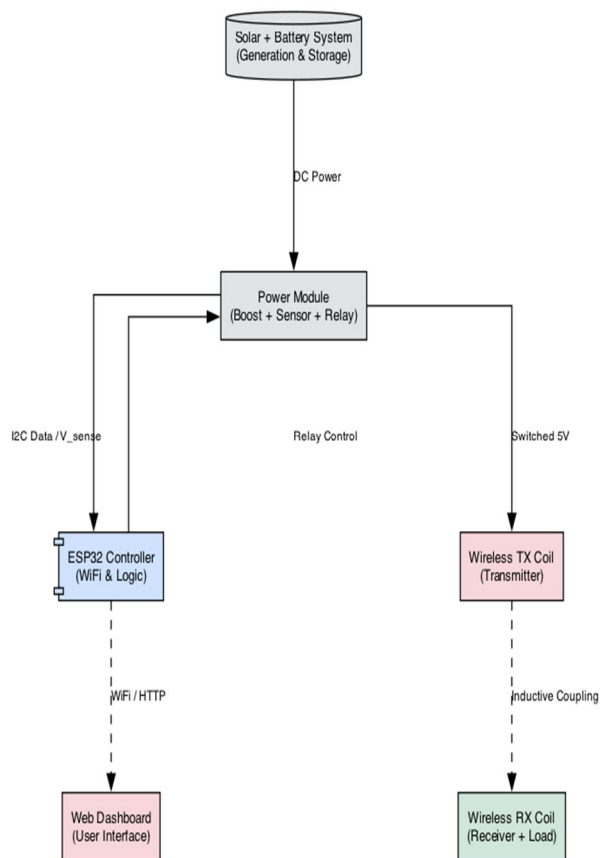 Solar + Battery System
(Generation & Storage)
DC Power
Power Module
(Boost + Sensor + Relay)
I2C Data / V_sense
Relay Control
Switched 5V
ESP32 Controller
(WiFi & Logic)
Wireless TX Coil
(Transmitter)
WiFi / HTTP
Inductive Coupling
Web Dashboard
(User Interface)
Wireless RX Coil
(Receiver + Load)